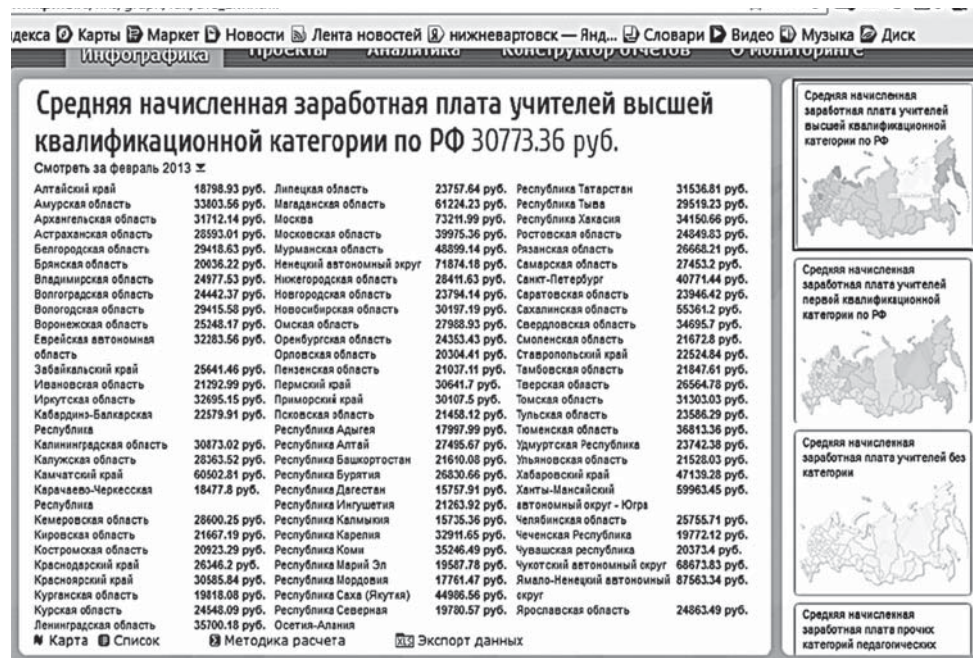 декса Карты Маркет Новости Лента новостей нижневартовск — Янд... Словари Видео Музыка Диск
Инфографика Проекты Аналитика Конструктор отчетов О мониторинге
Средняя начисленная заработная плата учителей высшей
квалификационной категории по РФ 30773.36 руб.
Смотреть за февраль 2013
Алтайский край 18798.93 руб.
Амурская область 33803.56 руб.
Архангельская область 31712.14 руб.
Астраханская область 28593.01 руб.
Белгородская область 29418.63 руб.
Брянская область 20036.22 руб.
Владимирская область 24977.53 руб.
Волгоградская область 24442.37 руб.
Вологодская область 29415.58 руб.
Воронежская область 25248.17 руб.
Еврейская автономная 32283.56 руб.
область
Забайкальский край 25641.46 руб.
Ивановская область 21292.99 руб.
Иркутская область 32695.15 руб.
Кабардино-Балкарская 22579.91 руб.
Республика
Калининградская область 30873.02 руб.
Калужская область 28363.52 руб.
Камчатский край 60502.81 руб.
Карачаево-Черкесская 18477.8 руб.
Республика
Кемеровская область 28600.25 руб.
Кировская область 21667.19 руб.
Костромская область 20923.29 руб.
Краснодарский край 26346.2 руб.
Красноярский край 30585.84 руб.
Курганская область 19818.08 руб.
Курская область 24548.09 руб.
Ленинградская область 35700.18 руб.
Липецкая область 23757.64 руб.
Магаданская область 61224.23 руб.
Москва 73211.99 руб.
Московская область 39975.36 руб.
Мурманская область 48899.14 руб.
Ненецкий автономный округ 71874.18 руб.
Нижегородская область 28411.63 руб.
Новгородская область 23794.14 руб.
Новосибирская область 30197.19 руб.
Омская область 27988.93 руб.
Оренбургская область 24353.43 руб.
Орловская область 20304.41 руб.
Пензенская область 21037.11 руб.
Пермский край 30641.7 руб.
Приморский край 30107.5 руб.
Псковская область 21458.12 руб.
Республика Адыгея 17997.99 руб.
Республика Алтай 27495.67 руб.
Республика Башкортостан 21610.08 руб.
Республика Бурятия 26830.66 руб.
Республика Дагестан 15757.91 руб.
Республика Ингушетия 21263.92 руб.
Республика Калмыкия 15735.36 руб.
Республика Карелия 32911.65 руб.
Республика Коми 35246.49 руб.
Республика Марий Эл 19587.78 руб.
Республика Мордовия 17761.47 руб.
Республика Саха (Якутия) 44986.56 руб.
Республика Северная 19780.57 руб.
Осетия-Алания
Республика Татарстан 31536.81 руб.
Республика Тыва 29519.23 руб.
Республика Хакасия 34150.66 руб.
Ростовская область 24849.83 руб.
Рязанская область 26668.21 руб.
Самарская область 27453.2 руб.
Санкт-Петербург 40771.44 руб.
Саратовская область 23946.42 руб.
Сахалинская область 55361.2 руб.
Свердловская область 34695.7 руб.
Смоленская область 21672.8 руб.
Ставропольский край 22524.84 руб.
Тамбовская область 21847.61 руб.
Тверская область 26564.78 руб.
Томская область 31303.03 руб.
Тульская область 23586.29 руб.
Тюменская область 36813.36 руб.
Удмуртская Республика 23742.38 руб.
Ульяновская область 21528.03 руб.
Хабаровский край 47139.28 руб.
Ханты-Мансийский 59963.45 руб.
автономный округ - Югра
Челябинская область 25755.71 руб.
Чеченская Республика 19772.12 руб.
Чувашская республика 20373.4 руб.
Чукотский автономный округ 68673.83 руб.
Ямало-Ненецкий автономный 87563.34 руб.
округ
Ярославская область 24863.49 руб.
Карта Список Методика расчета XLS Экспорт данных
Средняя начисленная
заработная плата учителей
высшей квалификационной
категории по РФ
Средняя начисленная
заработная плата учителей
первой квалификационной
категории по РФ
Средняя начисленная
заработная плата учителей без
категории
Средняя начисленная
заработная плата прочих
категорий педагогических